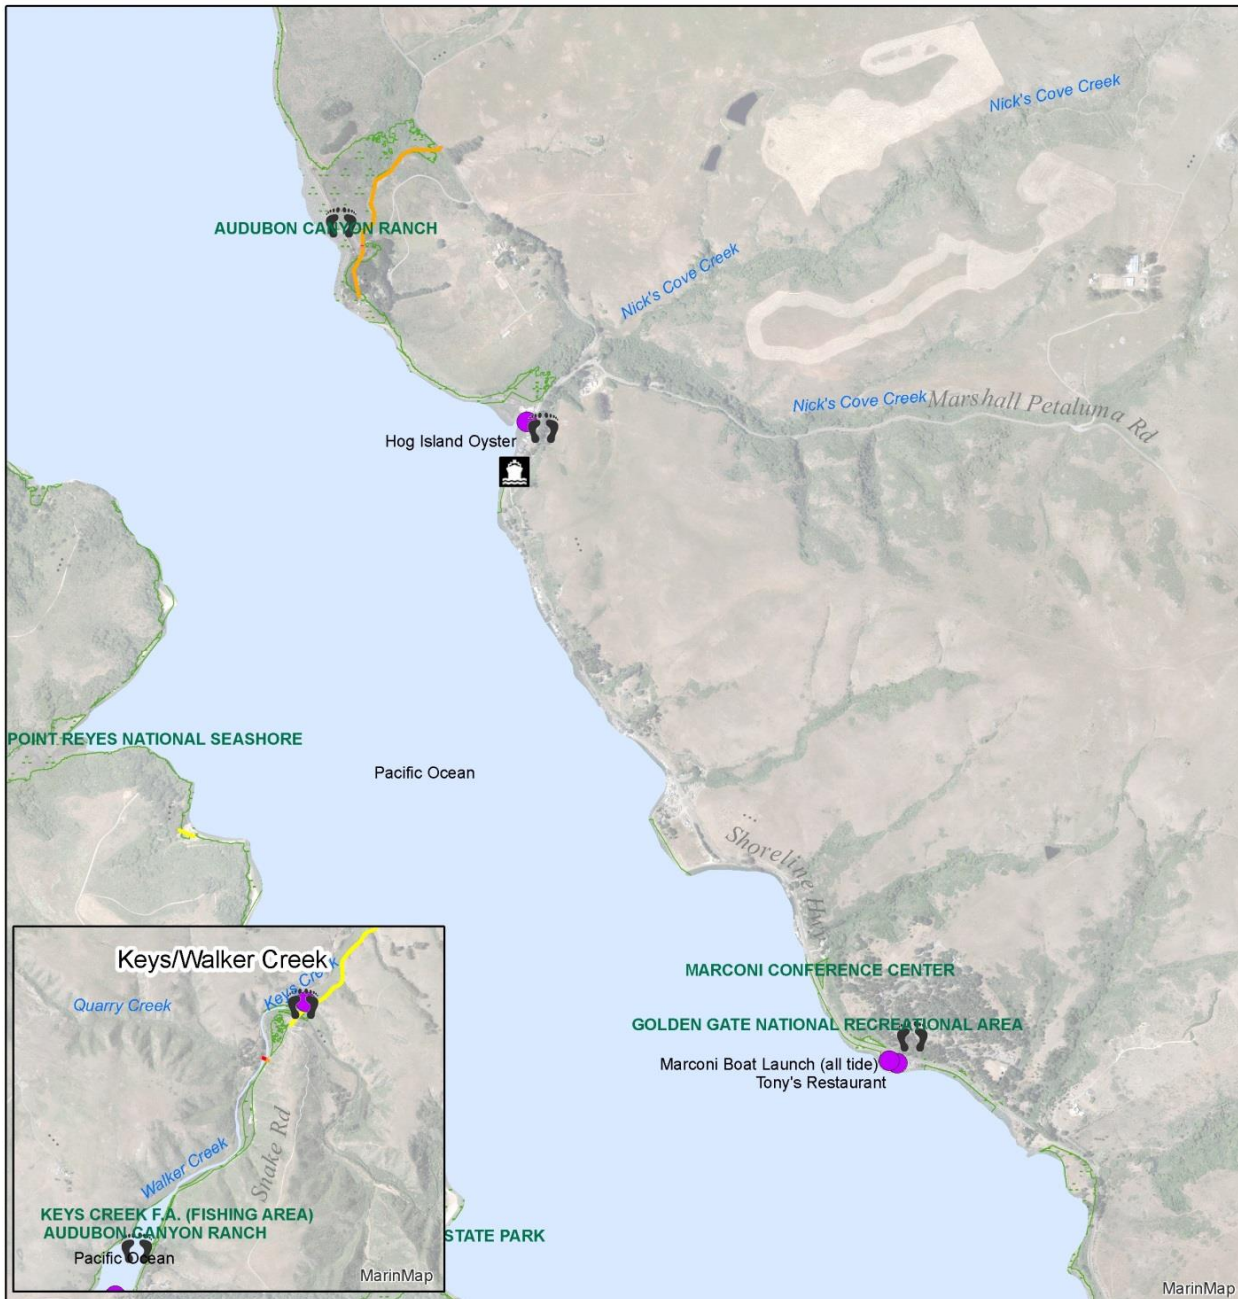 Nick's Cove Creek
AUDUBON CANYON RANCH
Nick's Cove Creek
Nick's Cove Creek
Marshall Petaluma Rd
Hog Island Oyster
POINT REYES NATIONAL SEASHORE
Pacific Ocean
Shoreline Hwy
MARCONI CONFERENCE CENTER
GOLDEN GATE NATIONAL RECREATIONAL AREA
Marconi Boat Launch (all tide)
Tony's Restaurant
STATE PARK
MarinMap
Keys/Walker Creek
Keys Creek
Quarry Creek
Snake Rd
Walker Creek
KEYS CREEK F.A. (FISHING AREA)
AUDUBON CANYON RANCH
Pacific Ocean
MarinMap